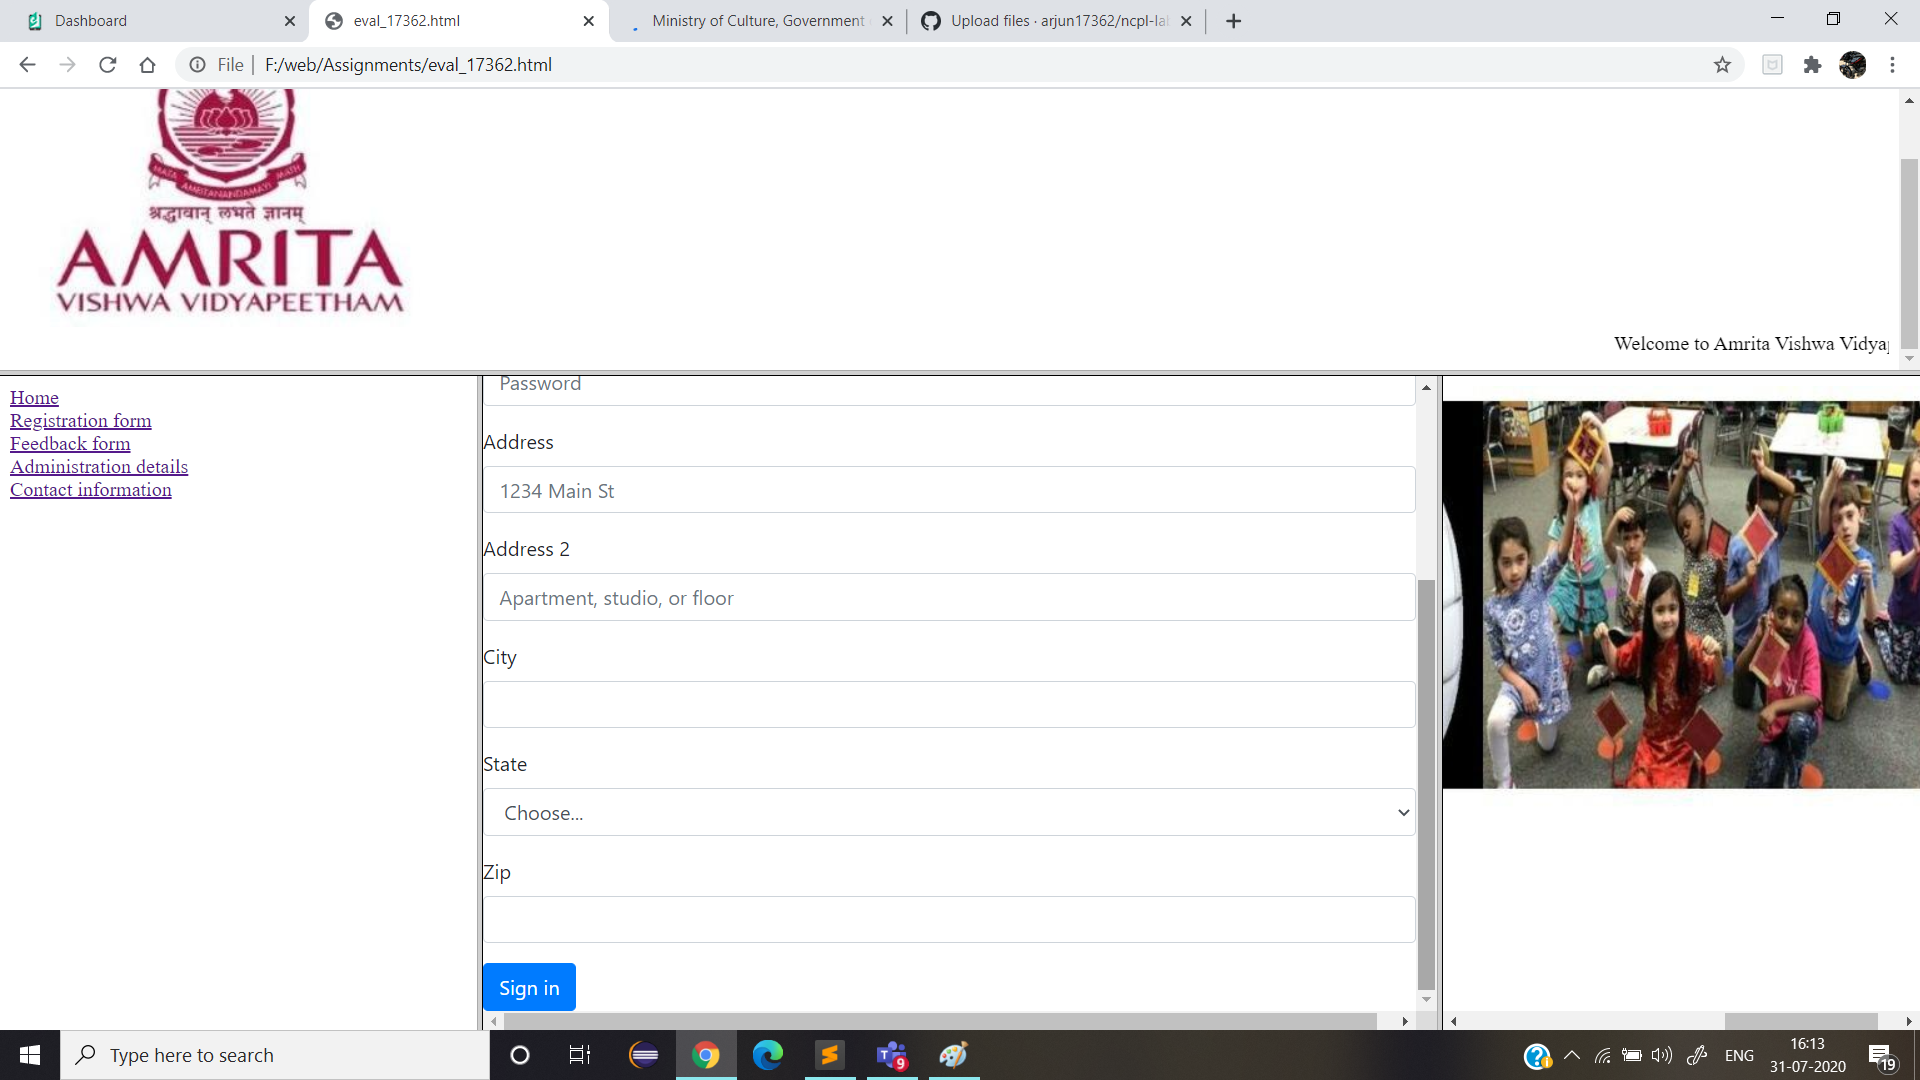 Dashboard
eval_17362.html
Ministry of Culture, Government
Upload files · arjun17362/ncpl-la
File
F:/web/Assignments/eval_17362.html
MATA AMRITANANDAMAYI MATH
श्रद्धावान् लभते ज्ञानम्
AMRITA
VISHWA VIDYAPEETHAM
Welcome to Amrita Vishwa Vidya
Home
Registration form
Feedback form
Administration details
Contact information
Password
Address
1234 Main St
Address 2
Apartment, studio, or floor
City
State
Choose...
Zip
Sign in
Type here to search
9
ENG
16:13
31-07-2020
19